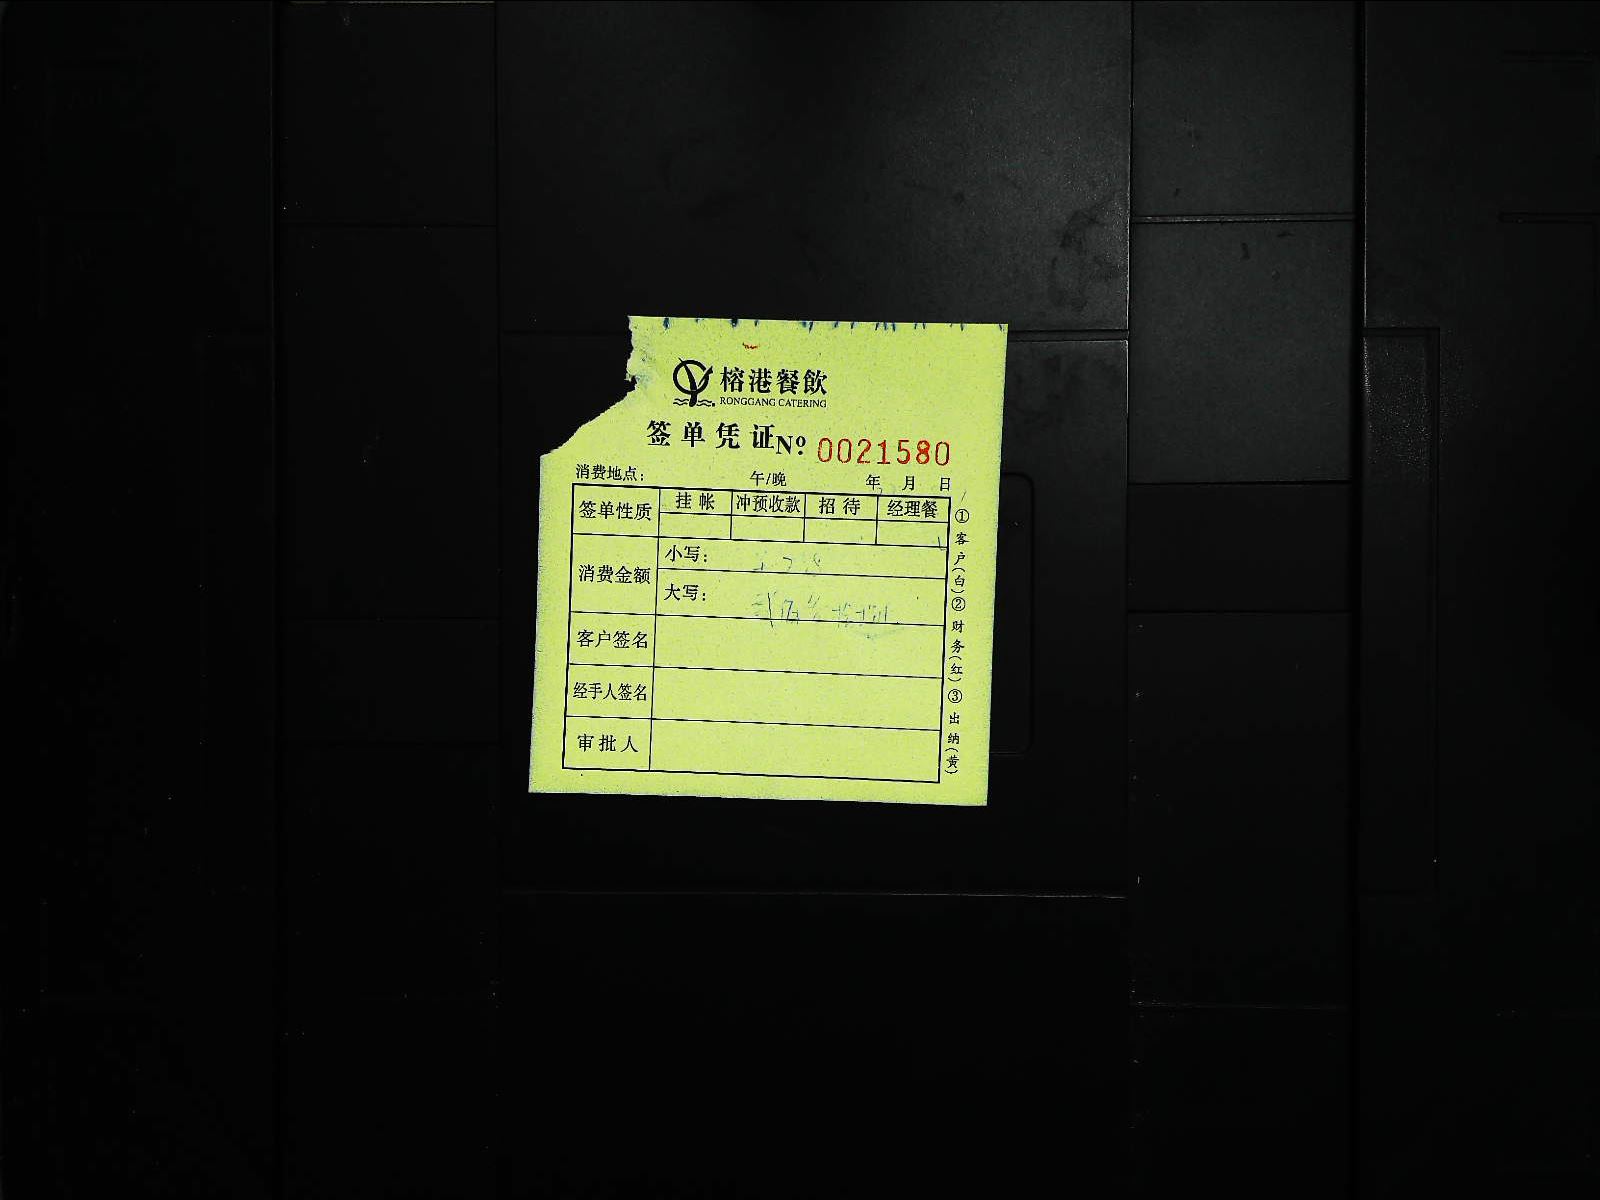 榕港餐飲
RONGGANG CATERING
签单凭证 Nº: 0021580
消费地点: 午/晚 年 月 日
签单性质 挂帐 冲预收款 招待 经理餐
消费金额 小写:
大写:
客户签名
经手人签名
审批人
①客户(白)②财务(红)③出纳(黄)